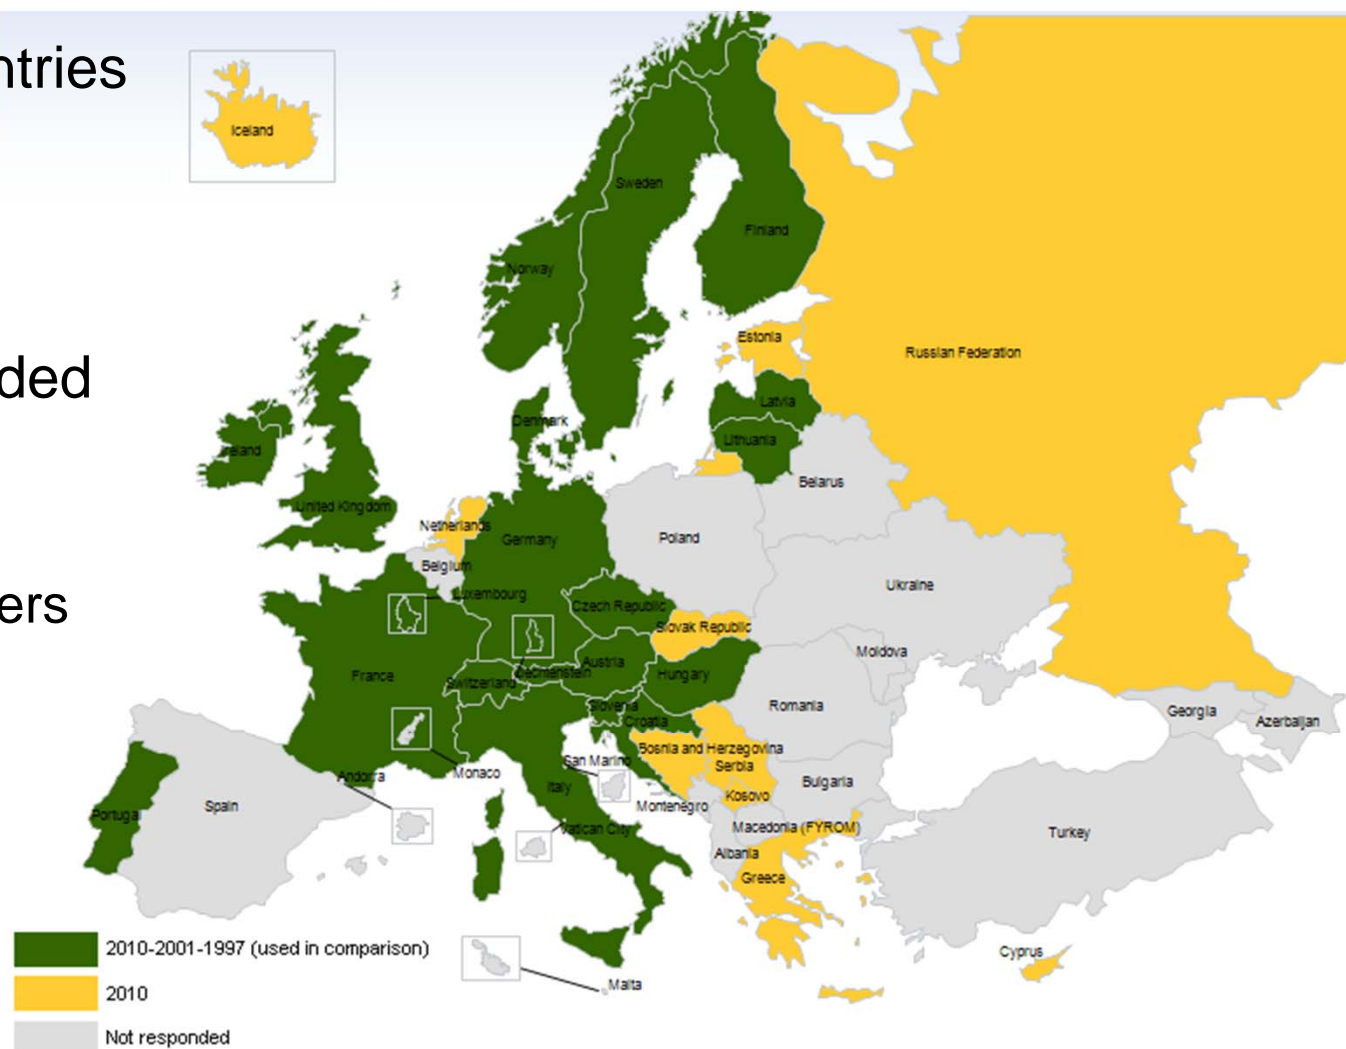 ntries
Iceland
Sweden
Finland
Norway
Estonia
Russian Federation
ded
Latvia
Denmark
Lithuania
reland
Belarus
United Kingdom
Netherlands
Germany
Poland
Belgium
Ukraine
Luxembourg
ers
Czech Republic
Slovak Republic
Moldova
Austria
France
Switzerland
Liechtenstein
Hungary
Slovenia
Romania
Georgia
Croatia
Azerbaijan
Bosnia and Herzegovina
San Marino
Serbia
Monaco
Andorra
Bulgaria
Italy
Kosovo
Spain
Montenegro
Portugal
Vatican City
Macedonia (FYROM)
Turkey
Albania
Greece
2010-2001-1997 (used in comparison)
Cyprus
Malta
2010
Not responded